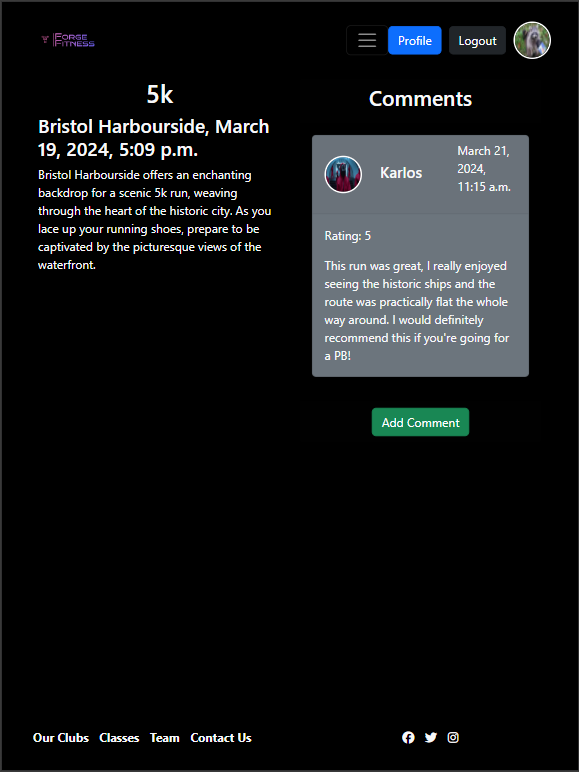 FORGE
FITNESS
Profile
Logout
5k
Bristol Harbourside, March
19, 2024, 5:09 p.m.
Bristol Harbourside offers an enchanting
backdrop for a scenic 5k run, weaving
through the heart of the historic city. As you
lace up your running shoes, prepare to be
captivated by the picturesque views of the
waterfront.
Comments
Karlos
March 21,
2024,
11:15 a.m.
Rating: 5
This run was great, I really enjoyed
seeing the historic ships and the
route was practically flat the whole
way around. I would definitely
recommend this if you're going for
a PB!
Add Comment
Our Clubs Classes Team Contact Us